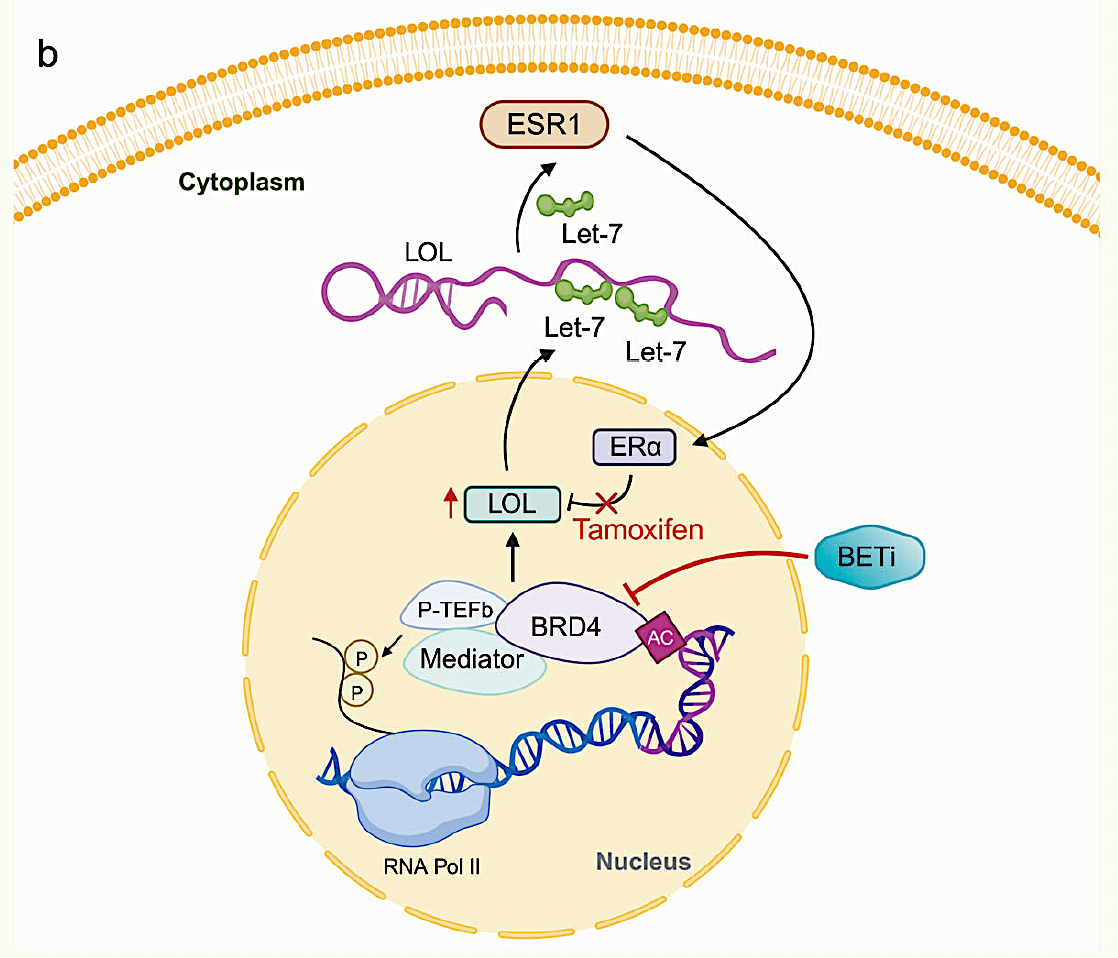 b
ESR1
Cytoplasm
Let-7
LOL
Let-7
Let-7
ERα
LOL
Tamoxifen
BETi
P-TEFb
BRD4
AC
Mediator
P
P
RNA Pol II
Nucleus